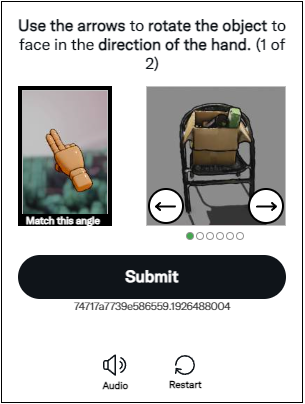 Use the arrows to rotate the object to
face in the direction of the hand. (1 of
2)
Match this angle
Submit
74717a7739e586559.1926488004
Audio
Restart